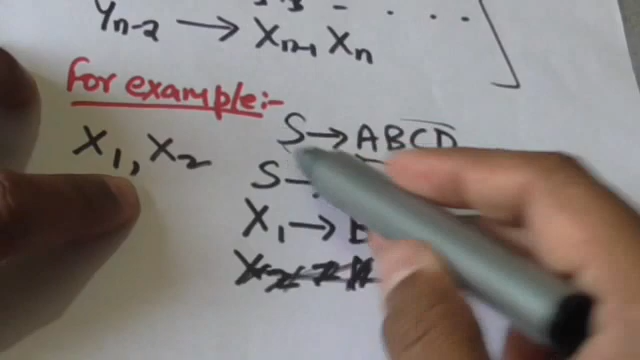 Yn-2 → Xn-1 Xn
For example:-
X1, X2
S → ABCD
S →
X1 →